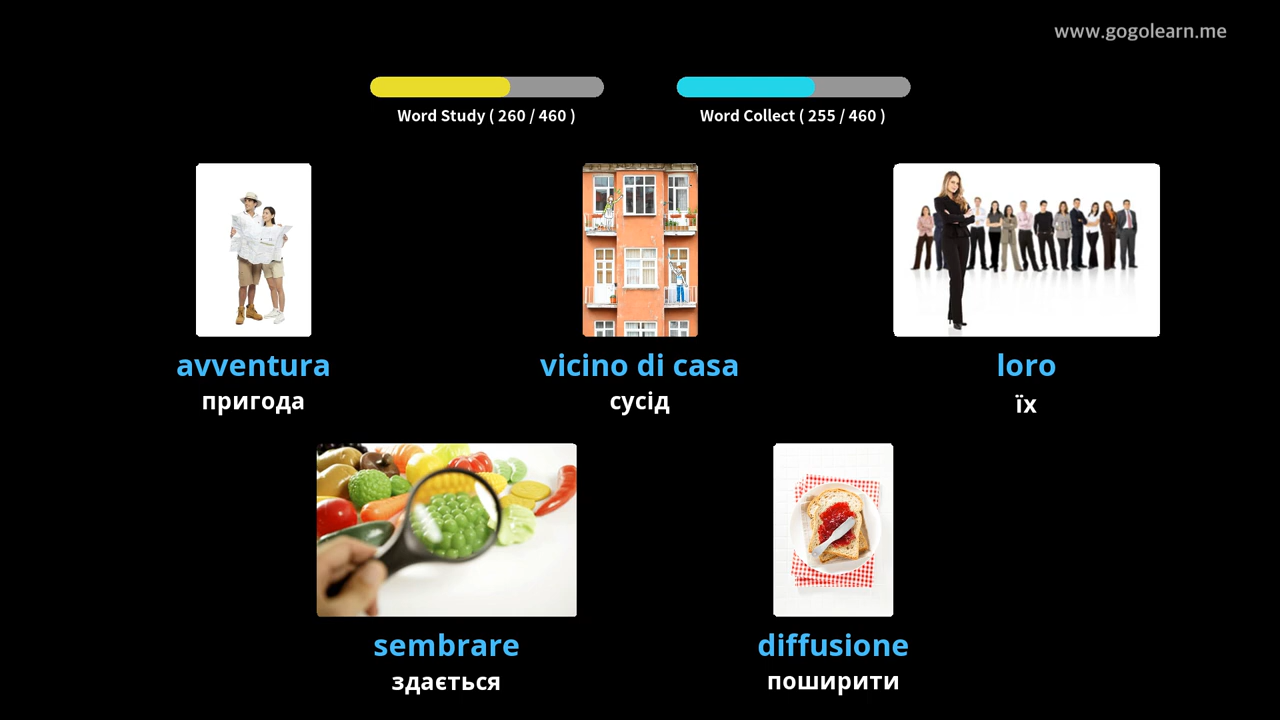 www.gogolearn.me
Word Study ( 260 / 460 )
Word Collect ( 255 / 460 )
avventura
пригода
vicino di casa
сусід
loro
їх
sembrare
здається
diffusione
поширити